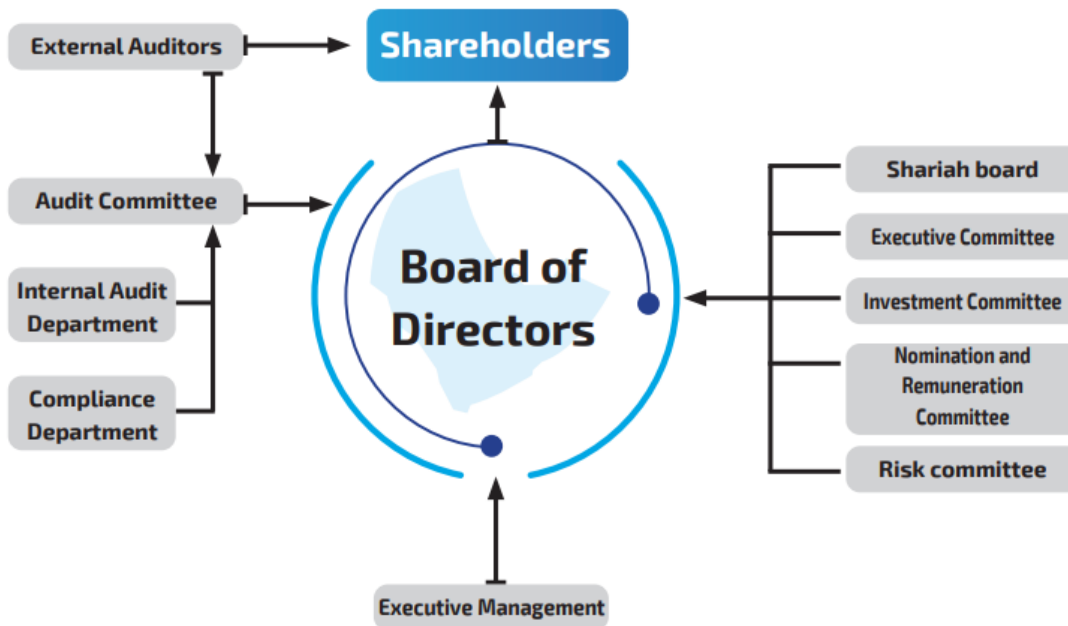 External Auditors
Shareholders
Audit Committee
Internal Audit
Department
Compliance
Department
Board of
Directors
Shariah board
Executive Committee
Investment Committee
Nomination and
Remuneration
Committee
Risk committee
Executive Management